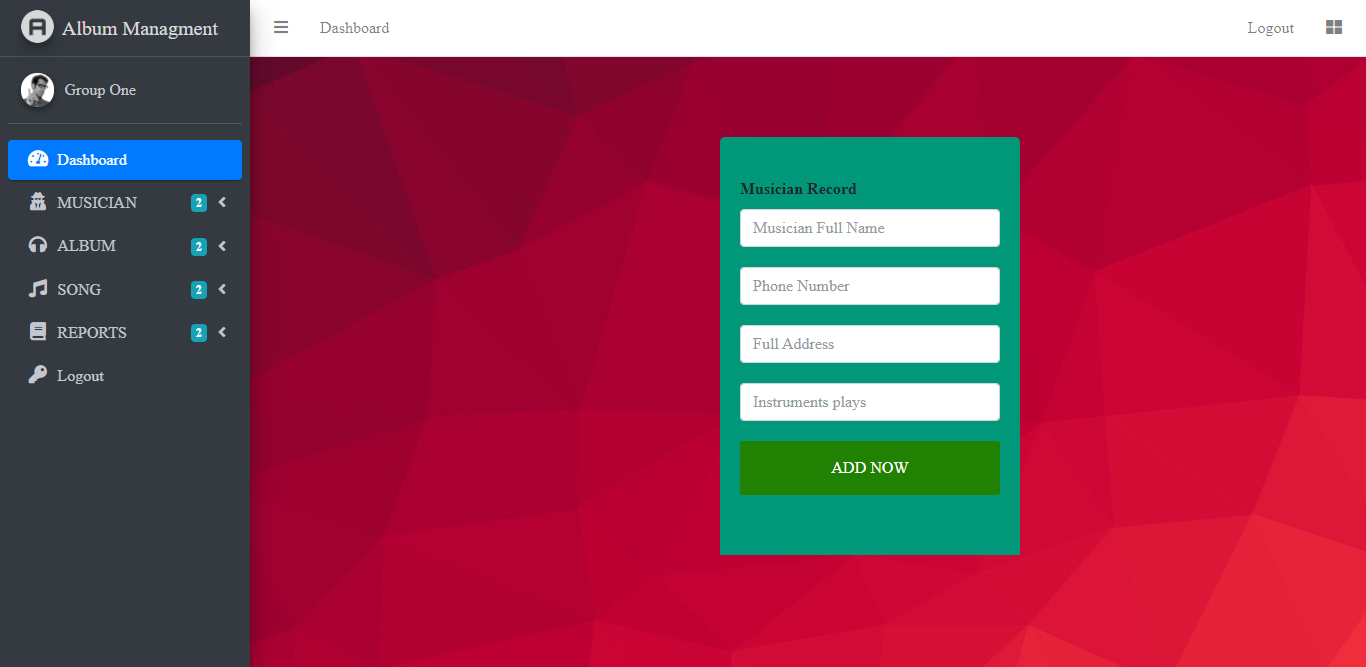 Album Managment
Dashboard
Logout
Group One
Dashboard
MUSICIAN 2
ALBUM 2
SONG 2
REPORTS 2
Logout
Musician Record
Musician Full Name
Phone Number
Full Address
Instruments plays
ADD NOW